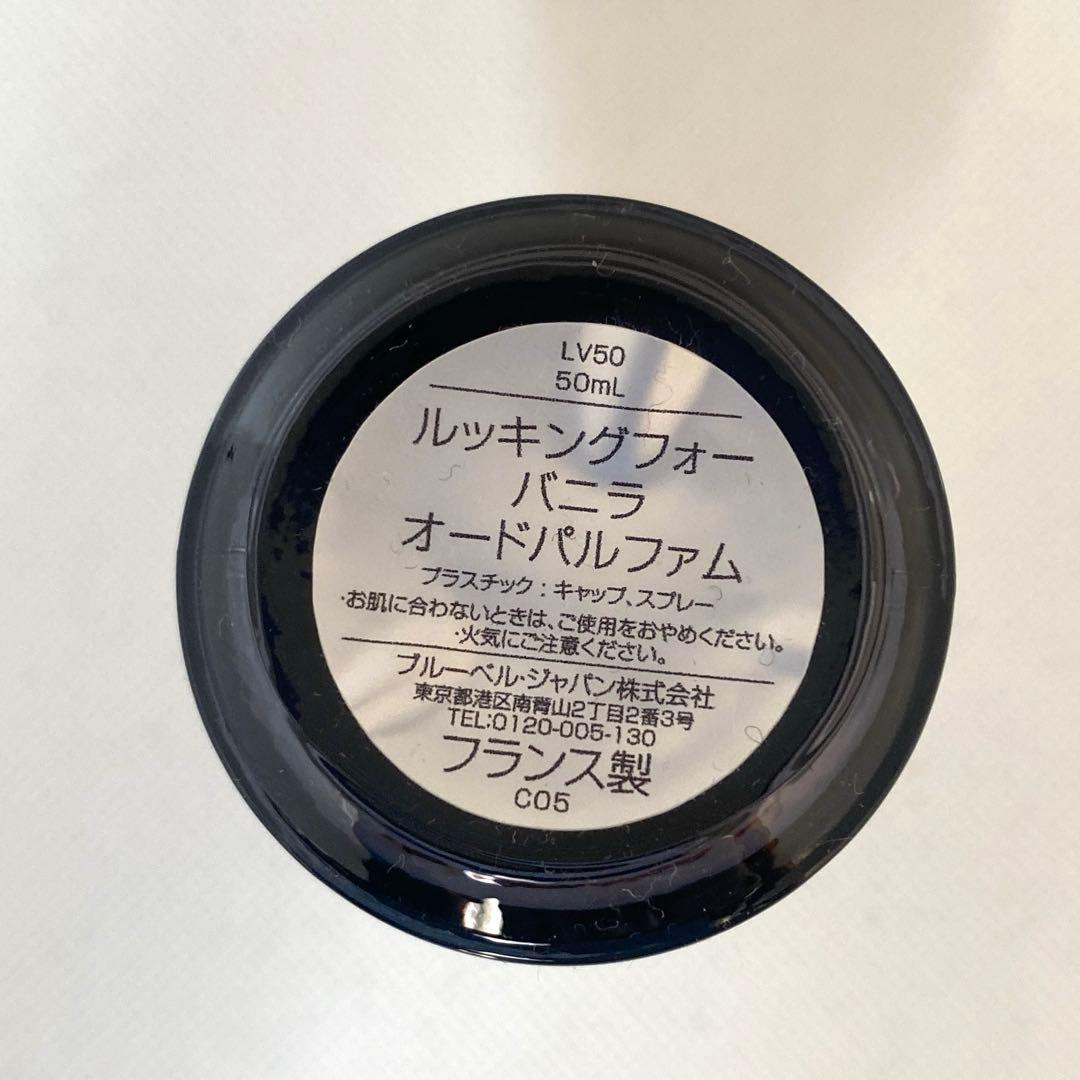 LV50
50mL
ルッキングフォー
バニラ
オードパルファム
プラスチック：キャップ、スプレー
・お肌に合わないときは、ご使用をおやめください。
・火気にご注意ください。
ブルーベル・ジャパン株式会社
東京都港区南青山2丁目2番3号
TEL:0120-005-130
フランス製
C05